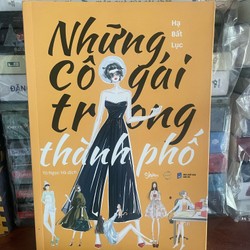 Hạ
Bất
Lục
Những
cô gái
trong
thành phố